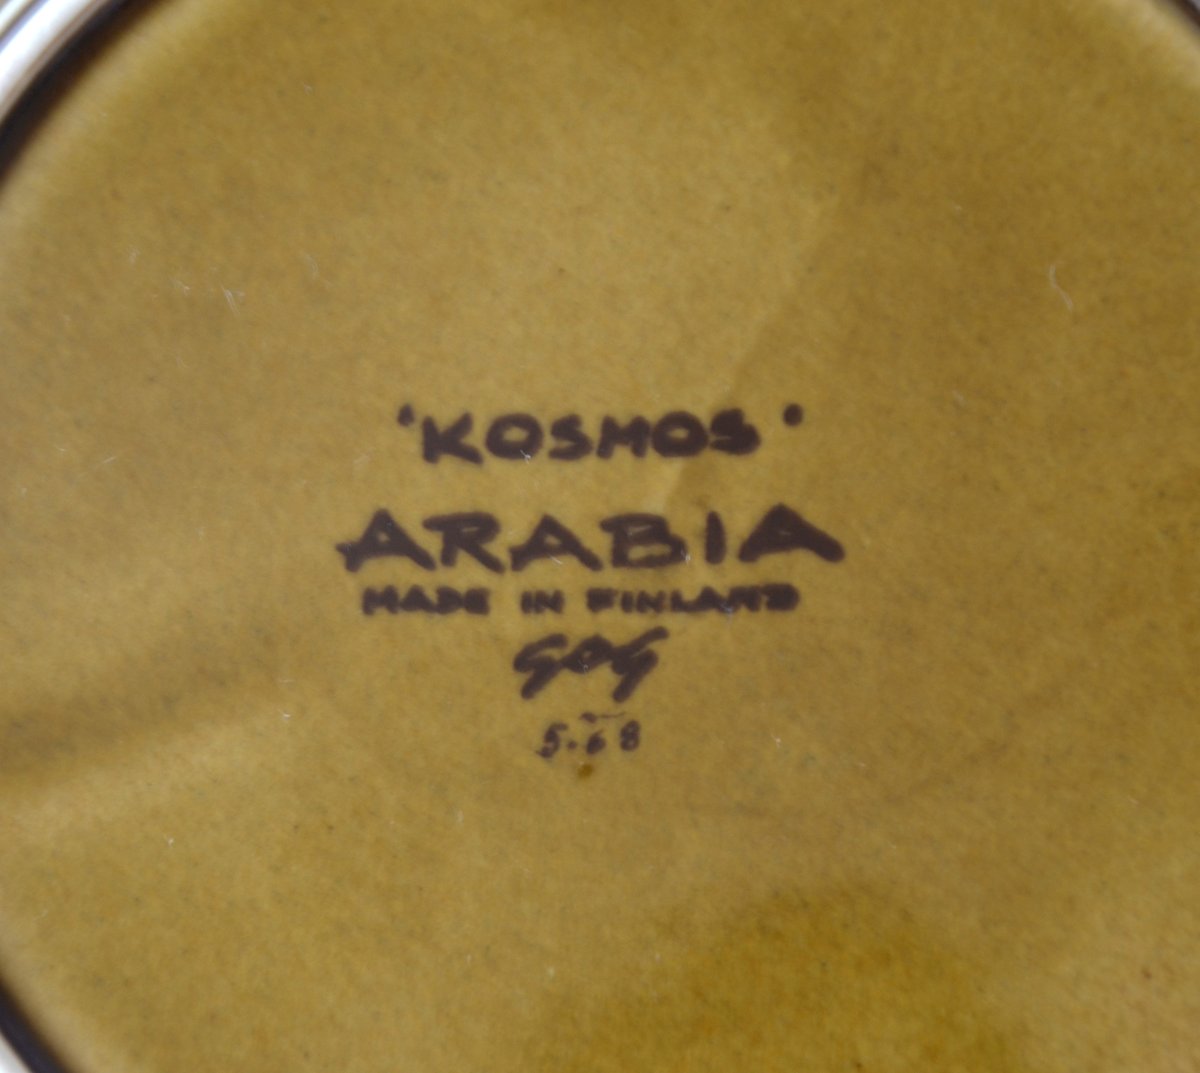 'KOSMOS'
ARABIA
MADE IN FINLAND
GOG
5.68